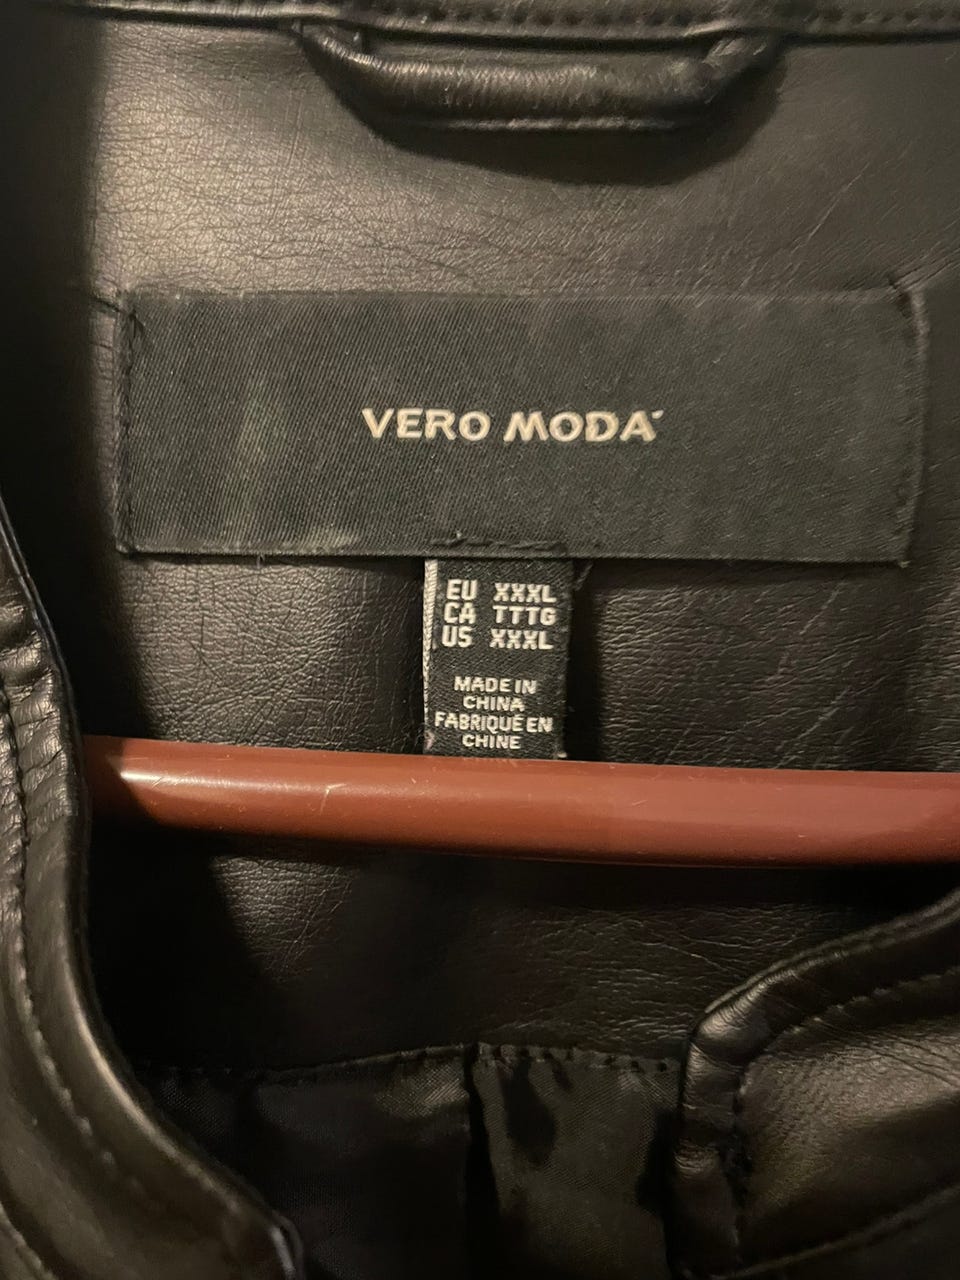 VERO MODA
EU XXXL
CA TTTG
US XXXL
MADE IN
CHINA
FABRIQUÉ EN
CHINE